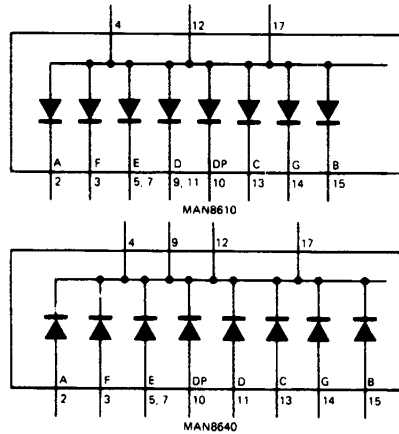 4 12 17
A F E D DP C G B
2 3 5, 7 9, 11 10 13 14 15
MAN8610
4 9 12 17
A F E DP D C G B
2 3 5, 7 10 11 13 14 15
MAN8640